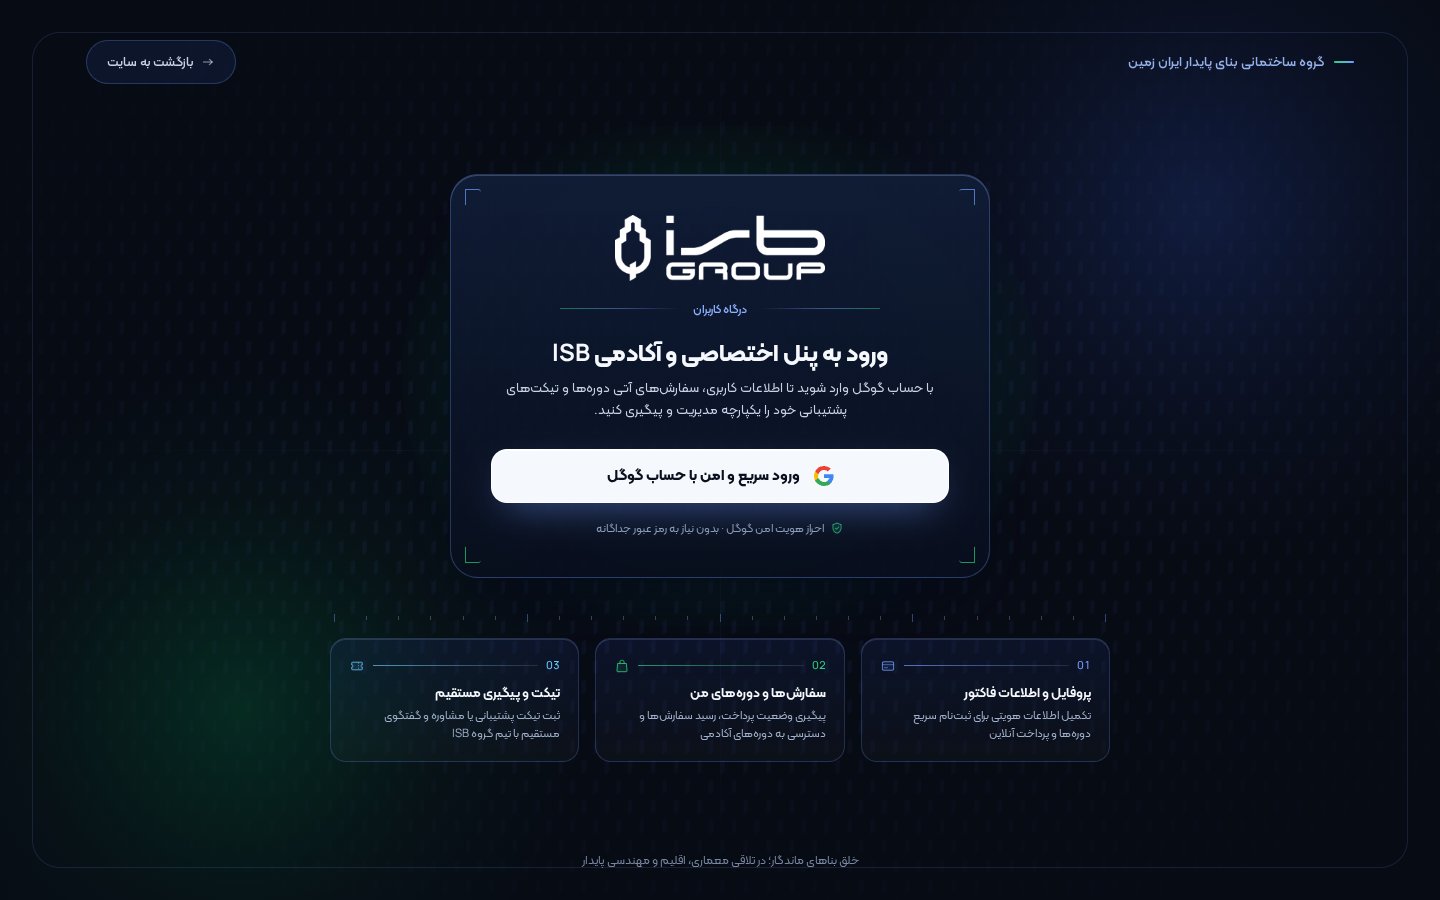 گروه ساختمانی بنای پایدار ایران زمین
بازگشت به سایت
isb
GROUP
درگاه کاربران
ورود به پنل اختصاصی و آکادمی ISB
با حساب گوگل وارد شوید تا اطلاعات کاربری، سفارش‌های آتی دوره‌ها و تیکت‌های
پشتیبانی خود را یکپارچه مدیریت و پیگیری کنید.
ورود سریع و امن با حساب گوگل
احراز هویت امن گوگل · بدون نیاز به رمز عبور جداگانه
01
پروفایل و اطلاعات فاکتور
تکمیل اطلاعات هویتی برای ثبت‌نام سریع
دوره‌ها و پرداخت آنلاین
02
سفارش‌ها و دوره‌های من
پیگیری وضعیت پرداخت، رسید سفارش‌ها و
دسترسی به دوره‌های آکادمی
03
تیکت و پیگیری مستقیم
ثبت تیکت پشتیبانی یا مشاوره و گفتگوی
مستقیم با تیم گروه ISB
خلق بناهای ماندگار؛ در تلاقی معماری، اقلیم و مهندسی پایدار